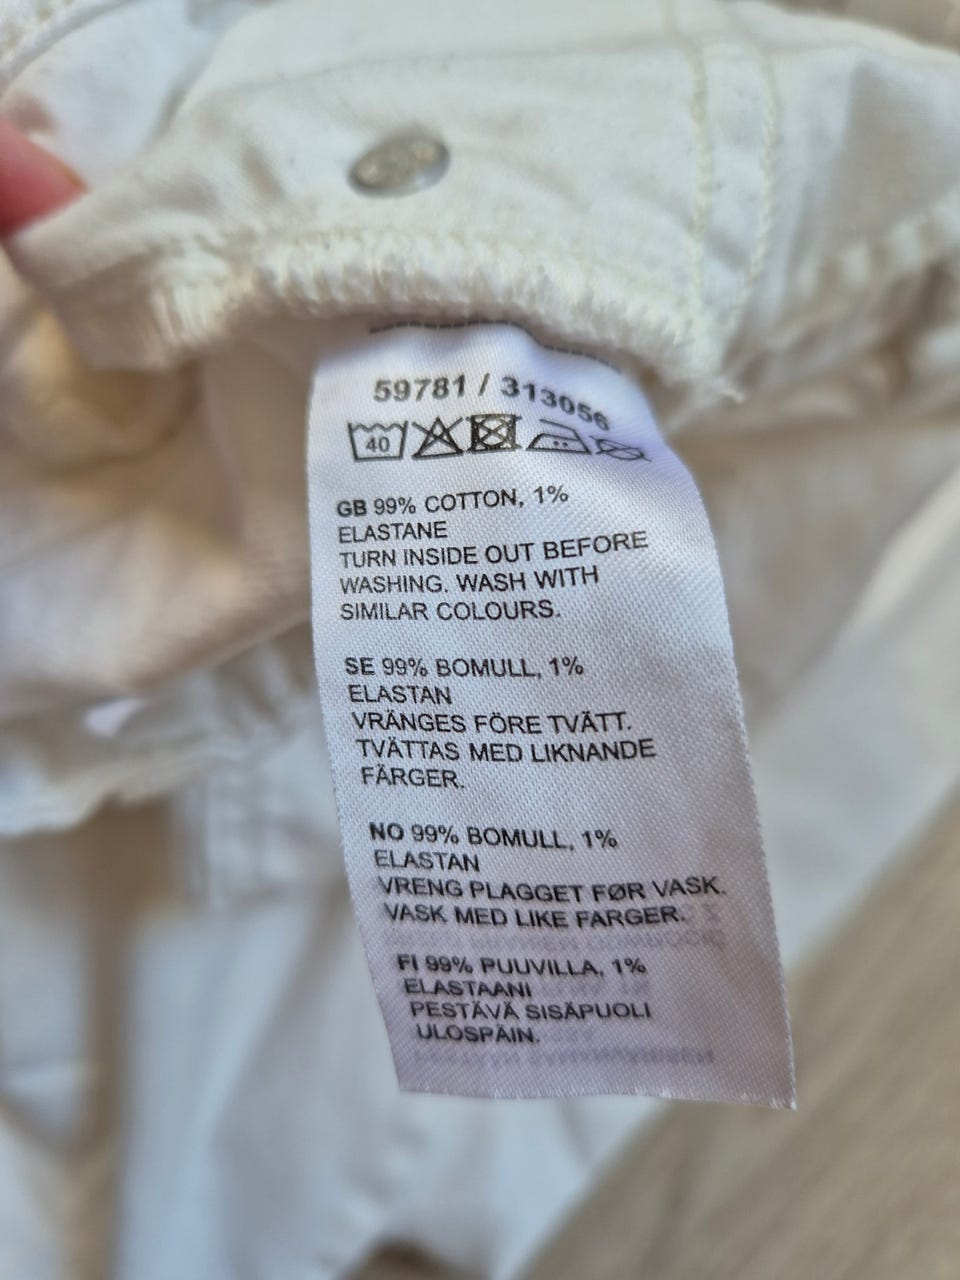 59781 / 313056
40
GB 99% COTTON, 1%
ELASTANE
TURN INSIDE OUT BEFORE
WASHING. WASH WITH
SIMILAR COLOURS.
SE 99% BOMULL, 1%
ELASTAN
VRÄNGES FÖRE TVÄTT.
TVÄTTAS MED LIKNANDE
FÄRGER.
NO 99% BOMULL, 1%
ELASTAN
VRENG PLAGGET FØR VASK.
VASK MED LIKE FARGER.
FI 99% PUUVILLA, 1%
ELASTAANI
PESTÄVÄ SISÄPUOLI
ULOSPÄIN.